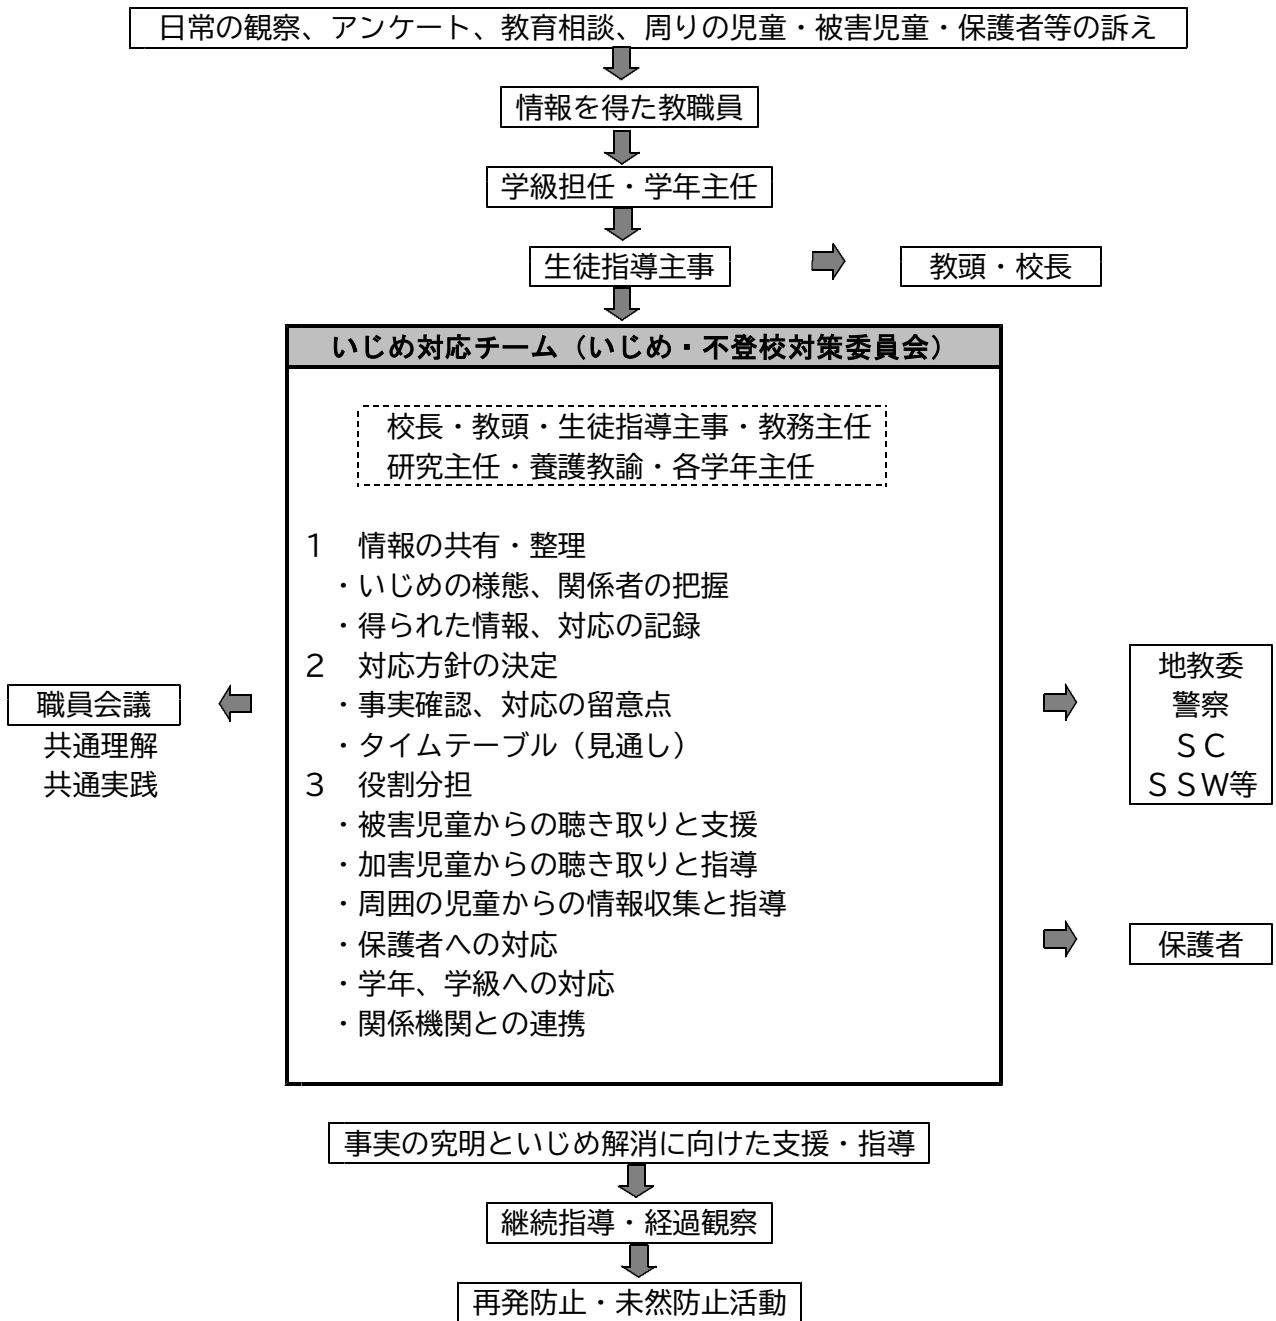 日常の観察、アンケート、教育相談、周りの児童・被害児童・保護者等の訴え
情報を得た教職員
学級担任・学年主任
生徒指導主事
教頭・校長
いじめ対応チーム（いじめ・不登校対策委員会）
校長・教頭・生徒指導主事・教務主任
研究主任・養護教諭・各学年主任
１　情報の共有・整理
・いじめの様態、関係者の把握
・得られた情報、対応の記録
２　対応方針の決定
・事実確認、対応の留意点
・タイムテーブル（見通し）
３　役割分担
・被害児童からの聴き取りと支援
・加害児童からの聴き取りと指導
・周囲の児童からの情報収集と指導
・保護者への対応
・学年、学級への対応
・関係機関との連携
職員会議
共通理解
共通実践
地教委
警察
ＳＣ
ＳＳＷ等
保護者
事実の究明といじめ解消に向けた支援・指導
継続指導・経過観察
再発防止・未然防止活動